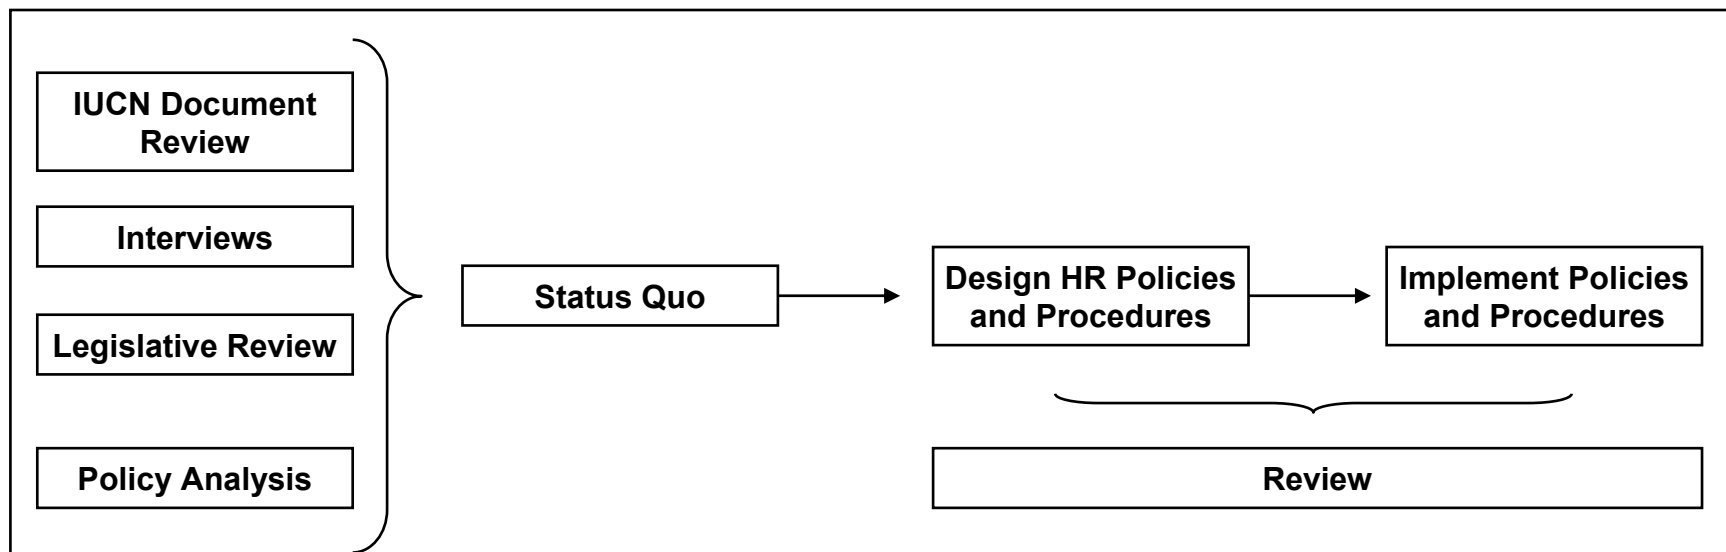 IUCN Document
Review
Interviews
Legislative Review
Policy Analysis
Status Quo
Design HR Policies
and Procedures
Implement Policies
and Procedures
Review